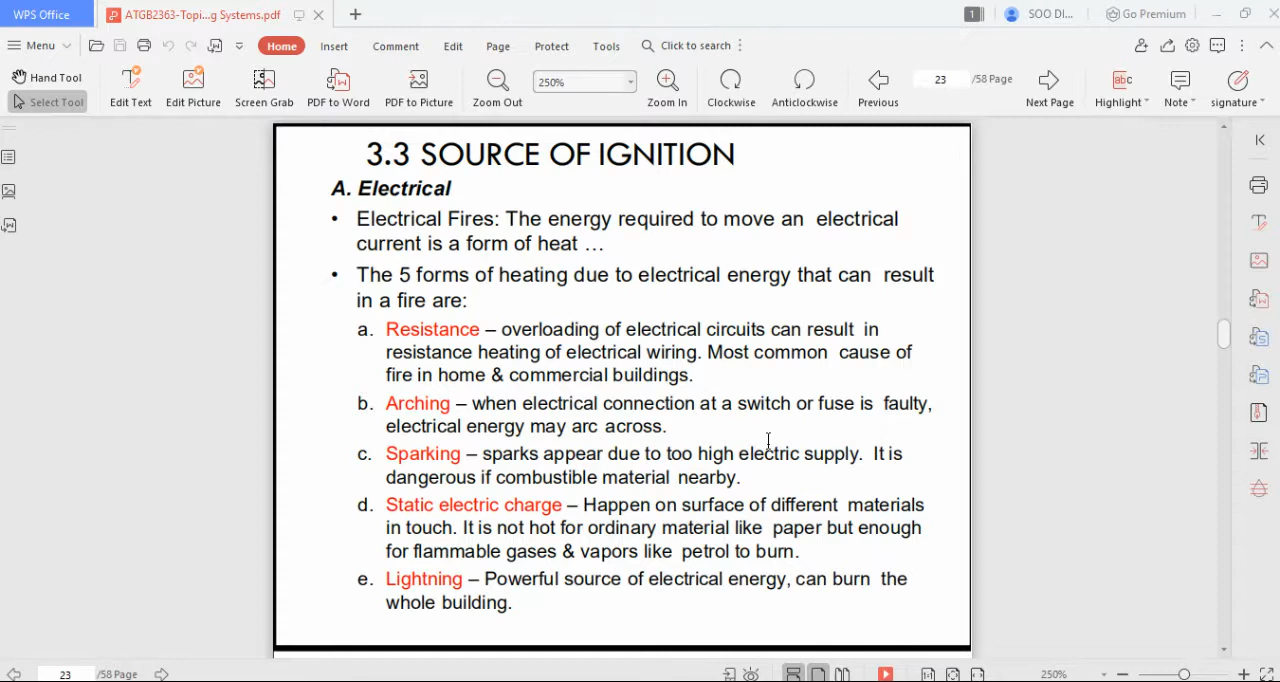 WPS Office
ATGB2363-Topi...g Systems.pdf
1
SOO DI...
Go Premium
Menu
Home
Insert
Comment
Edit
Page
Protect
Tools
Click to search
Hand Tool
Select Tool
Edit Text
Edit Picture
Screen Grab
PDF to Word
PDF to Picture
Zoom Out
250%
Zoom In
Clockwise
Anticlockwise
Previous
23 /58 Page
Next Page
Highlight
Note
signature
3.3 SOURCE OF IGNITION
A. Electrical
• Electrical Fires: The energy required to move an electrical
current is a form of heat ...
• The 5 forms of heating due to electrical energy that can result
in a fire are:
a. Resistance – overloading of electrical circuits can result in
resistance heating of electrical wiring. Most common cause of
fire in home & commercial buildings.
b. Arching – when electrical connection at a switch or fuse is faulty,
electrical energy may arc across.
c. Sparking – sparks appear due to too high electric supply. It is
dangerous if combustible material nearby.
d. Static electric charge – Happen on surface of different materials
in touch. It is not hot for ordinary material like paper but enough
for flammable gases & vapors like petrol to burn.
e. Lightning – Powerful source of electrical energy, can burn the
whole building.
23 /58 Page
250%